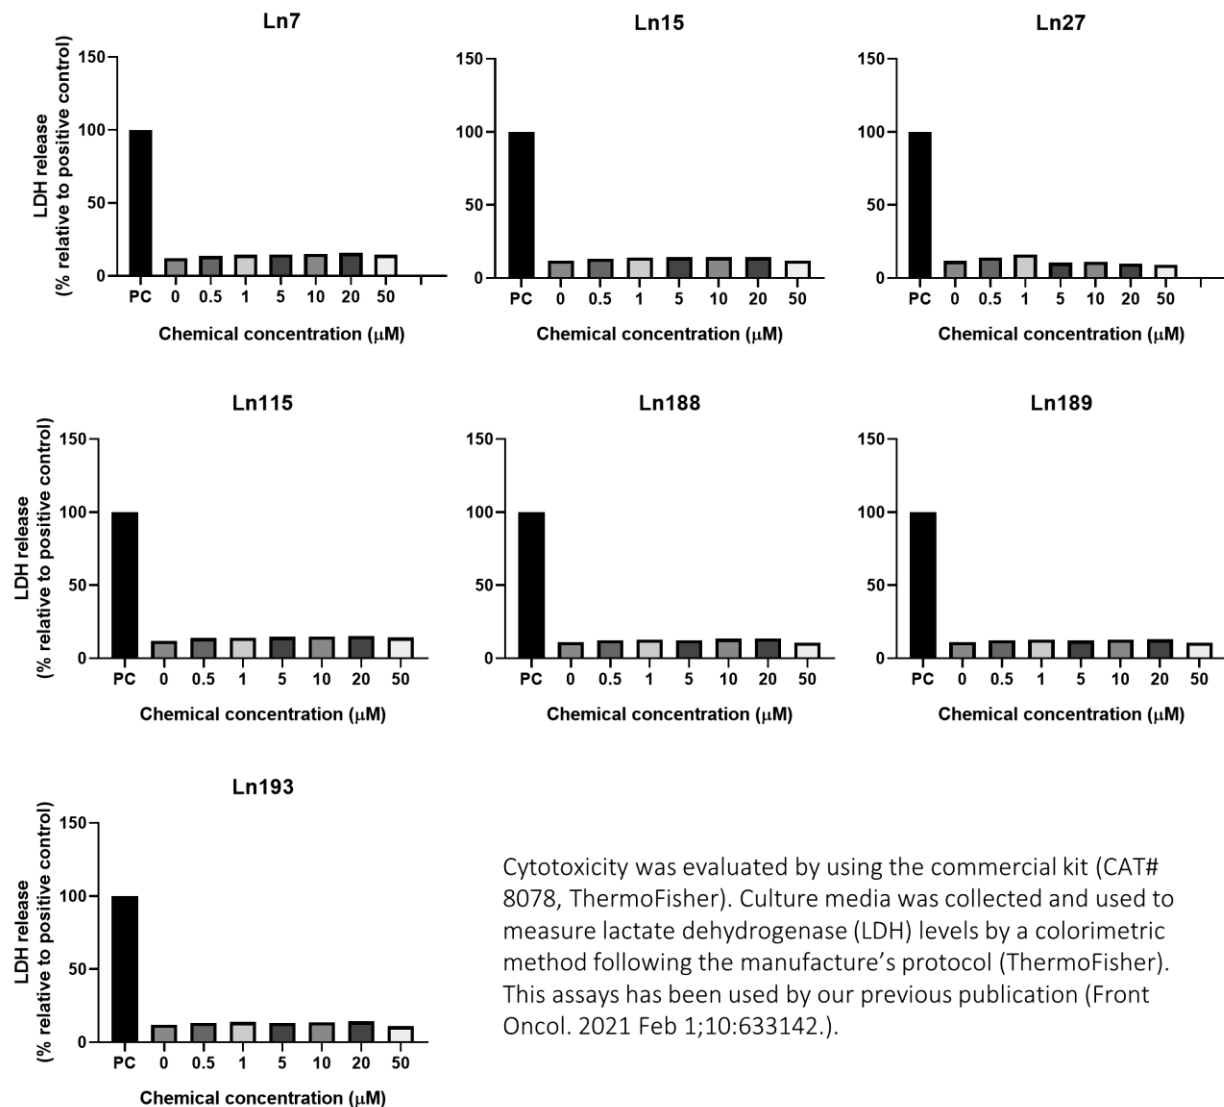 Ln7
LDH release
(% relative to positive control)
150
100
50
0
PC 0 0.5 1 5 10 20 50
Chemical concentration (μM)
Ln15
150
100
50
0
PC 0 0.5 1 5 10 20 50
Chemical concentration (μM)
Ln27
150
100
50
0
PC 0 0.5 1 5 10 20 50
Chemical concentration (μM)
Ln115
LDH release
(% relative to positive control)
150
100
50
0
PC 0 0.5 1 5 10 20 50
Chemical concentration (μM)
Ln188
150
100
50
0
PC 0 0.5 1 5 10 20 50
Chemical concentration (μM)
Ln189
150
100
50
0
PC 0 0.5 1 5 10 20 50
Chemical concentration (μM)
Ln193
LDH release
(% relative to positive control)
150
100
50
0
PC 0 0.5 1 5 10 20 50
Chemical concentration (μM)
Cytotoxicity was evaluated by using the commercial kit (CAT#
8078, ThermoFisher). Culture media was collected and used to
measure lactate dehydrogenase (LDH) levels by a colorimetric
method following the manufacture's protocol (ThermoFisher).
This assays has been used by our previous publication (Front
Oncol. 2021 Feb 1;10:633142.).